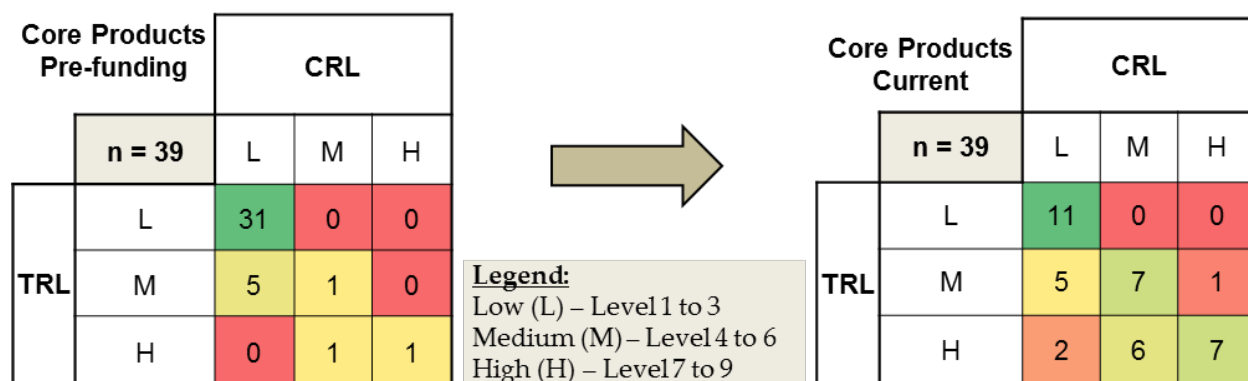 Core Products
Pre-funding
CRL
n = 39
L M H
L 31 0 0
TRL M 5 1 0
H 0 1 1
Legend:
Low (L) – Level 1 to 3
Medium (M) – Level 4 to 6
High (H) – Level 7 to 9
Core Products
Current
CRL
n = 39
L M H
L 11 0 0
TRL M 5 7 1
H 2 6 7